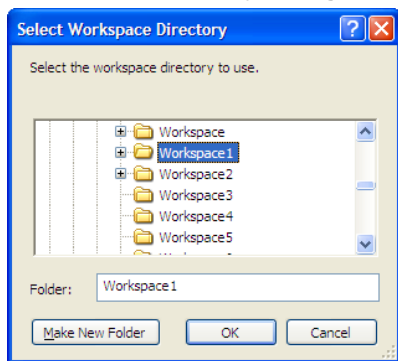 Select Workspace Directory
Select the workspace directory to use.
Workspace
Workspace1
Workspace2
Workspace3
Workspace4
Workspace5
Folder: Workspace1
Make New Folder OK Cancel